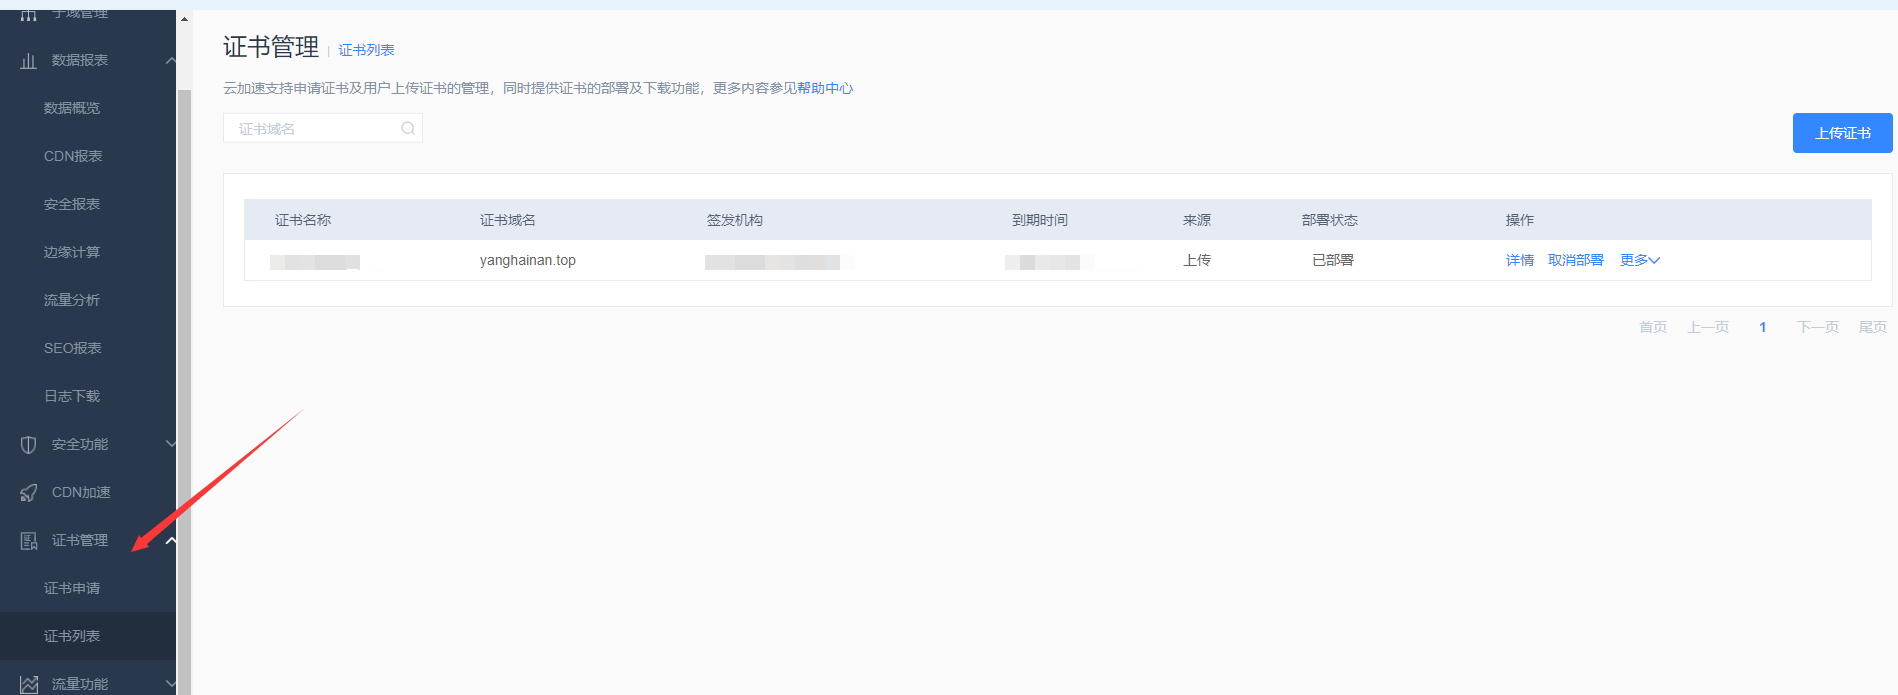 子域管理
数据报表
数据概览
CDN报表
安全报表
边缘计算
流量分析
SEO报表
日志下载
安全功能
CDN加速
证书管理
证书申请
证书列表
流量功能
证书管理 | 证书列表
云加速支持申请证书及用户上传证书的管理，同时提供证书的部署及下载功能，更多内容参见帮助中心
证书域名
上传证书
证书名称 证书域名 签发机构 到期时间 来源 部署状态 操作
yanghainan.top 上传 已部署 详情 取消部署 更多
首页 上一页 1 下一页 尾页